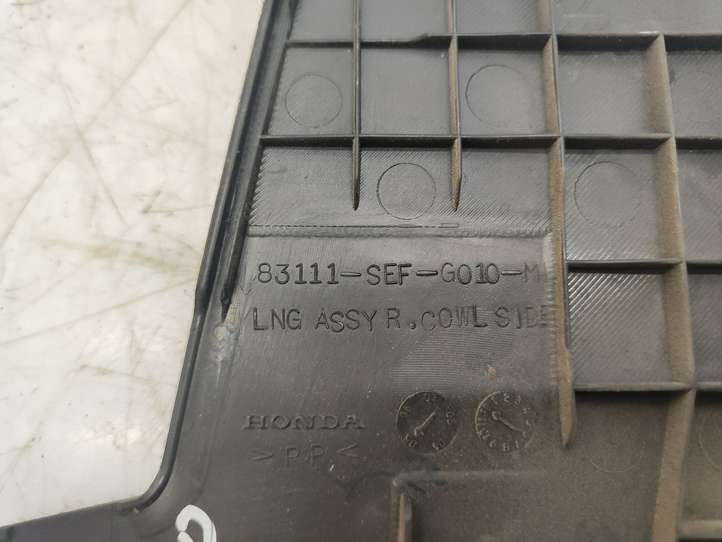 83111-SEF-G010-M
LNG ASSY R.COWL SIDE
HONDA
>PP<